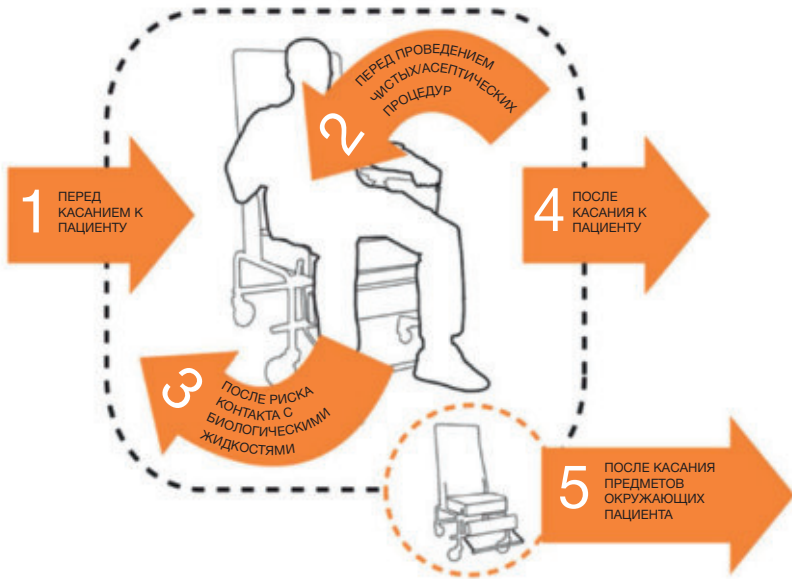 1
ПЕРЕД
КАСАНИЕМ К
ПАЦИЕНТУ
2
ПЕРЕД ПРОВЕДЕНИЕМ
ЧИСТЫХ/АСЕПТИЧЕСКИХ
ПРОЦЕДУР
3
ПОСЛЕ РИСКА
КОНТАКТА С
БИОЛОГИЧЕСКИМИ
ЖИДКОСТЯМИ
4
ПОСЛЕ
КАСАНИЯ К
ПАЦИЕНТУ
5
ПОСЛЕ КАСАНИЯ
ПРЕДМЕТОВ
ОКРУЖАЮЩИХ
ПАЦИЕНТА